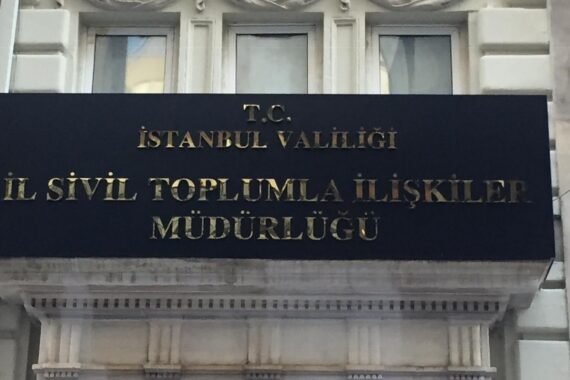 T.C.
İSTANBUL VALİLİĞİ
İL SİVİL TOPLUMLA İLİŞKİLER
MÜDÜRLÜĞÜ